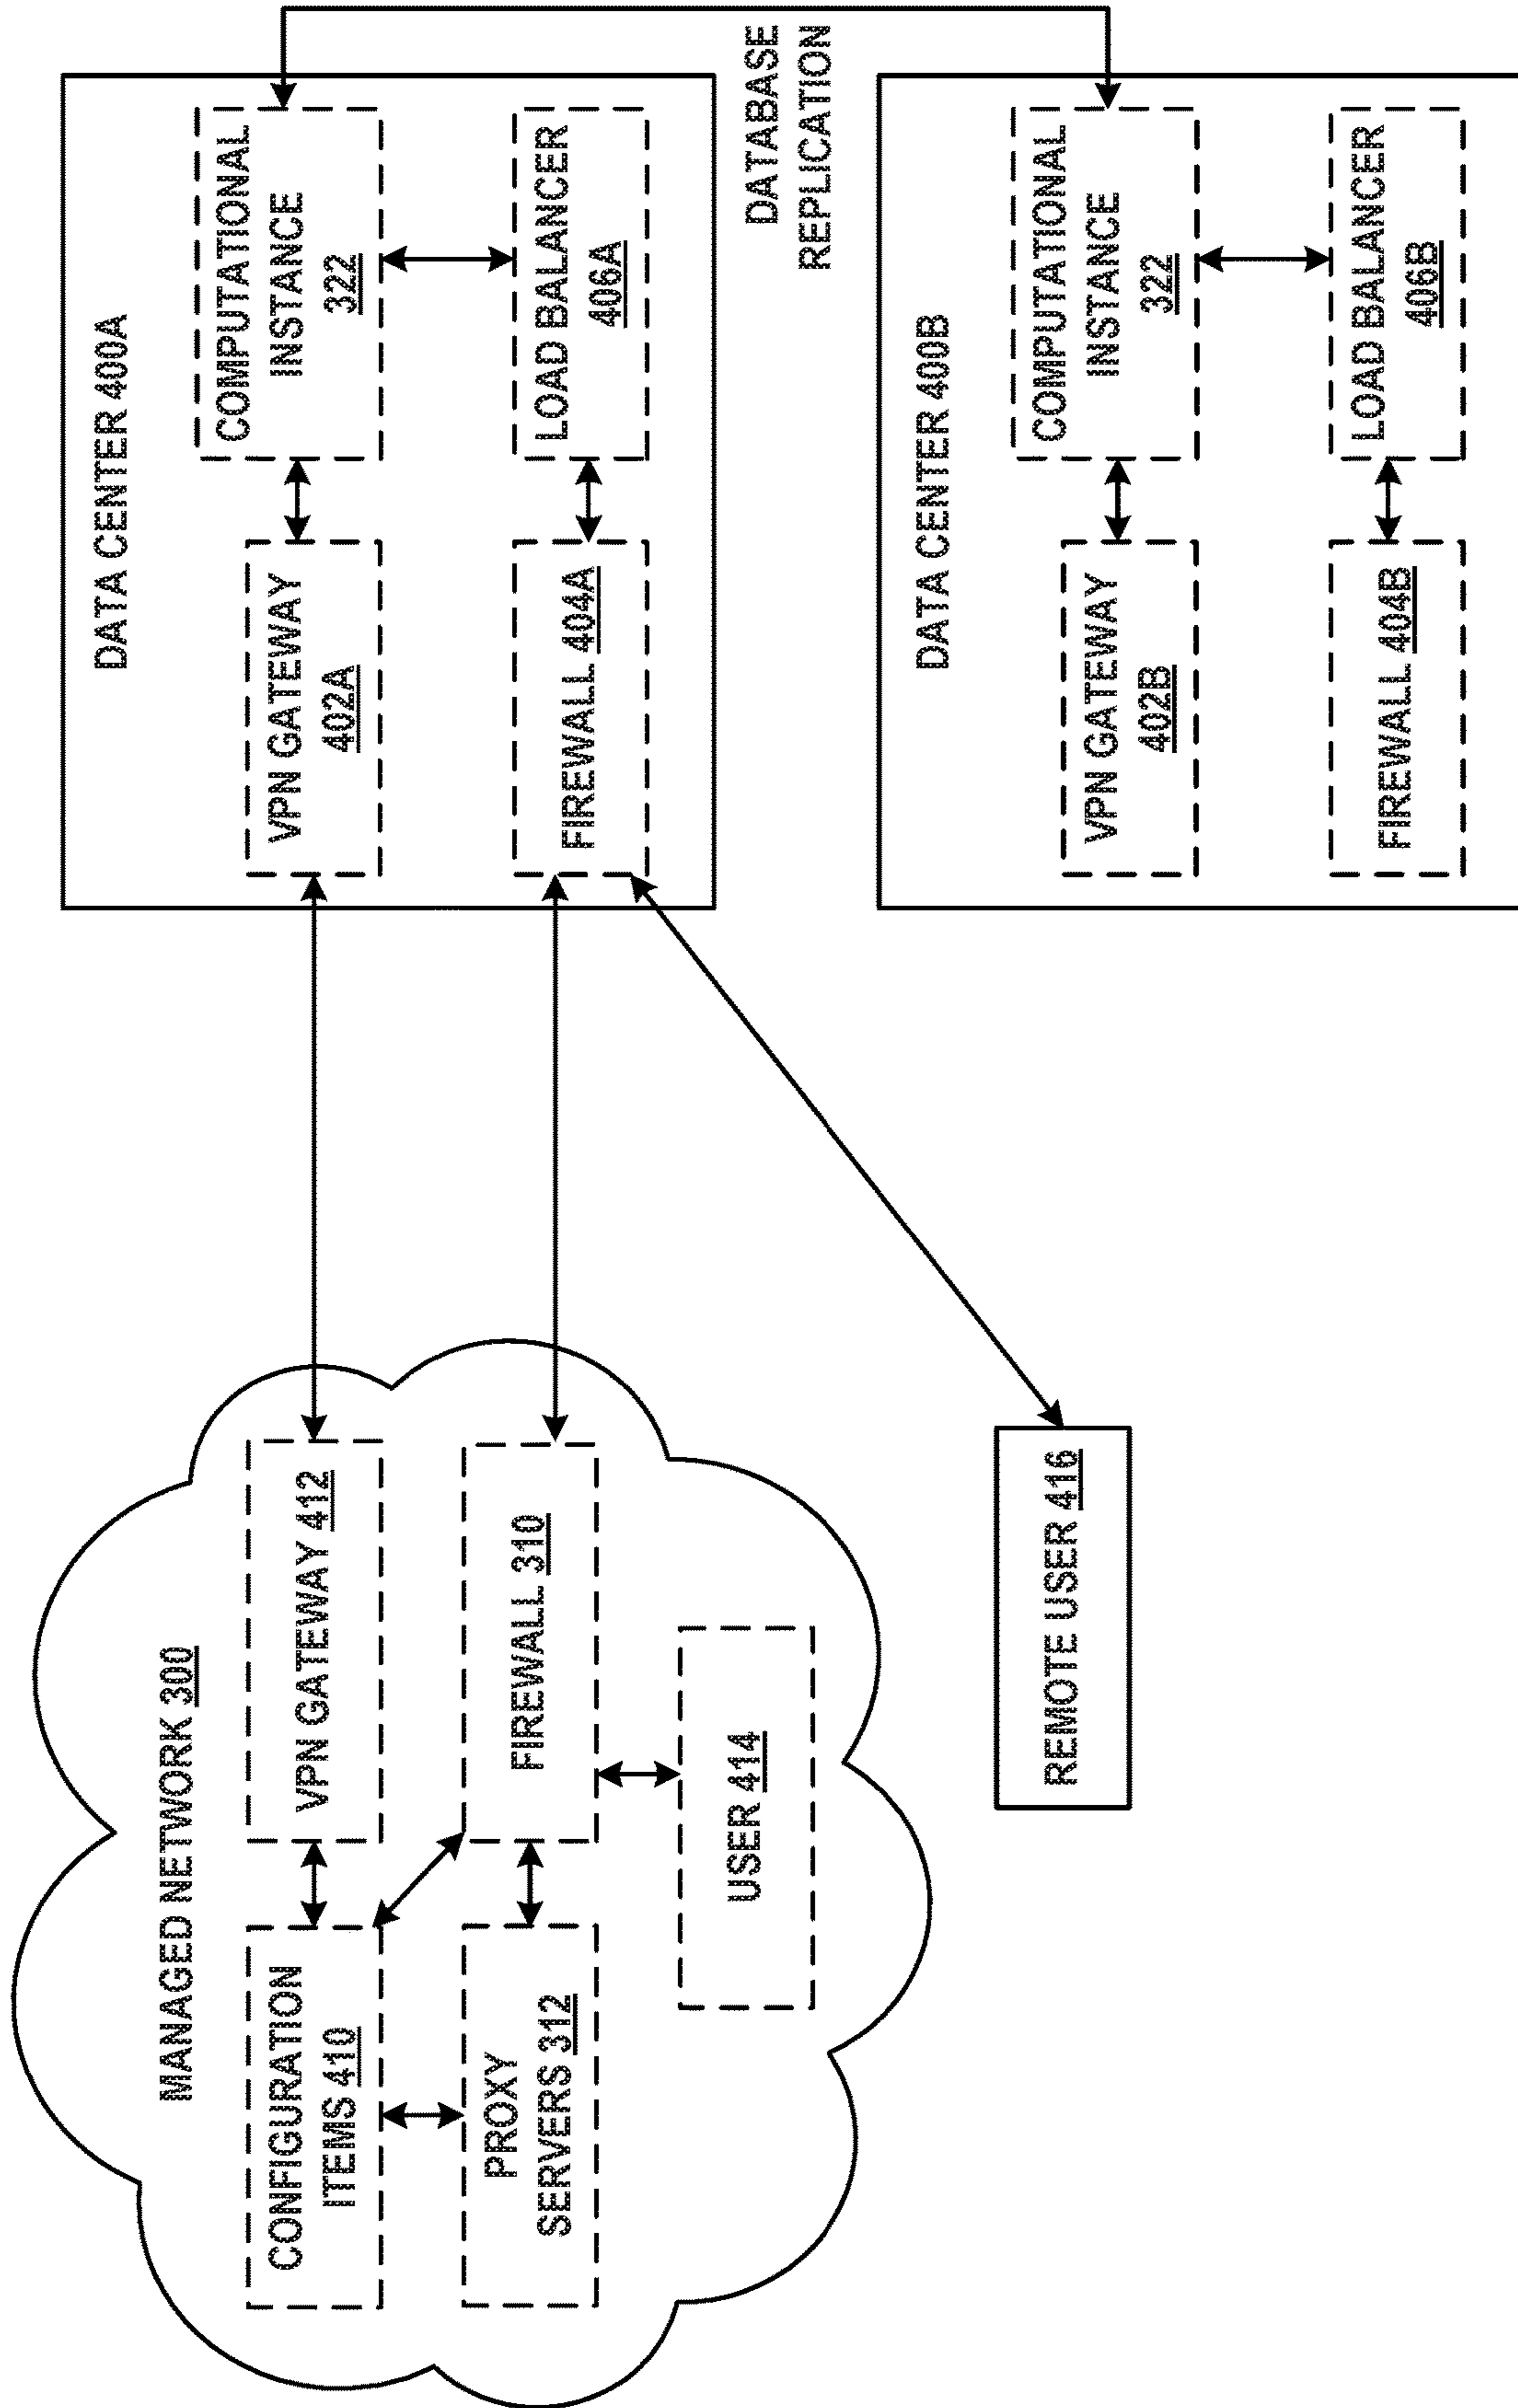 MANAGED NETWORK 300
CONFIGURATION
ITEMS 410
VPN GATEWAY 412
PROXY
SERVERS 312
FIREWALL 310
USER 414
REMOTE USER 416
DATA CENTER 400A
VPN GATEWAY
402A
COMPUTATIONAL
INSTANCE
322
FIREWALL 404A
LOAD BALANCER
406A
DATABASE
REPLICATION
DATA CENTER 400B
VPN GATEWAY
402B
COMPUTATIONAL
INSTANCE
322
FIREWALL 404B
LOAD BALANCER
406B